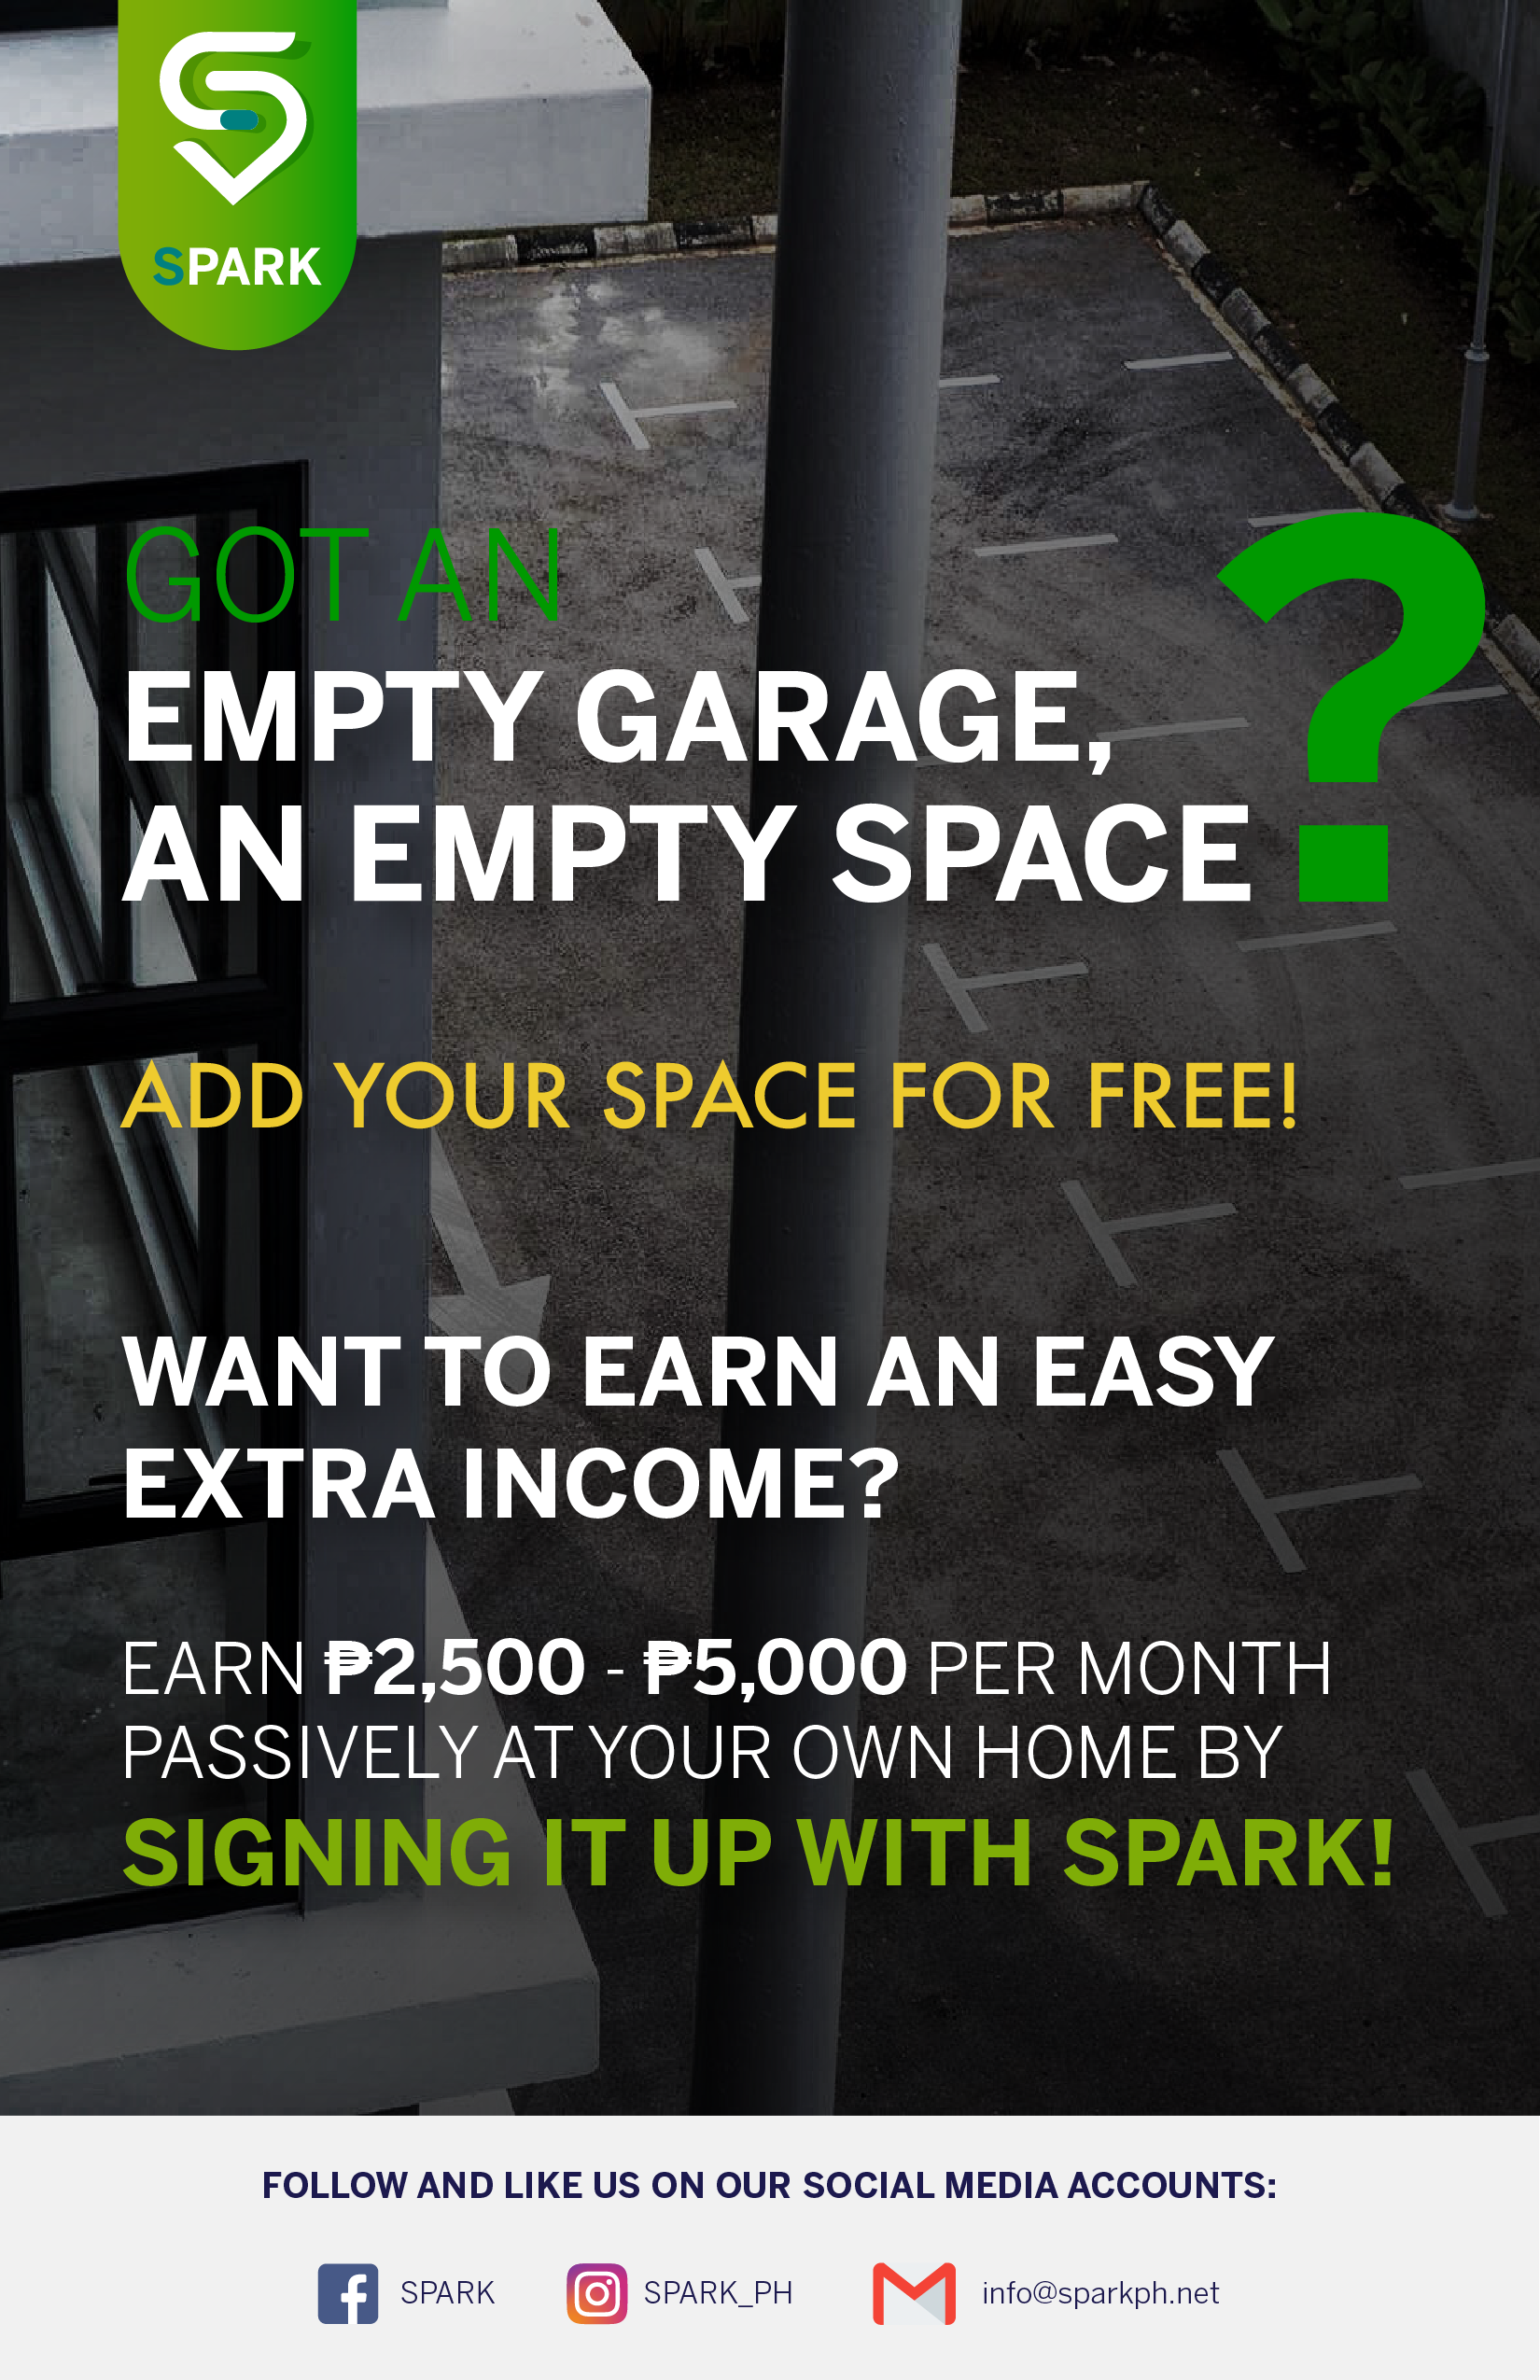 SPARK
GOT AN
EMPTY GARAGE,
AN EMPTY SPACE?
ADD YOUR SPACE FOR FREE!
WANT TO EARN AN EASY
EXTRA INCOME?
EARN ₱2,500 - ₱5,000 PER MONTH
PASSIVELY AT YOUR OWN HOME BY
SIGNING IT UP WITH SPARK!
FOLLOW AND LIKE US ON OUR SOCIAL MEDIA ACCOUNTS:
SPARK SPARK_PH info@sparkph.net